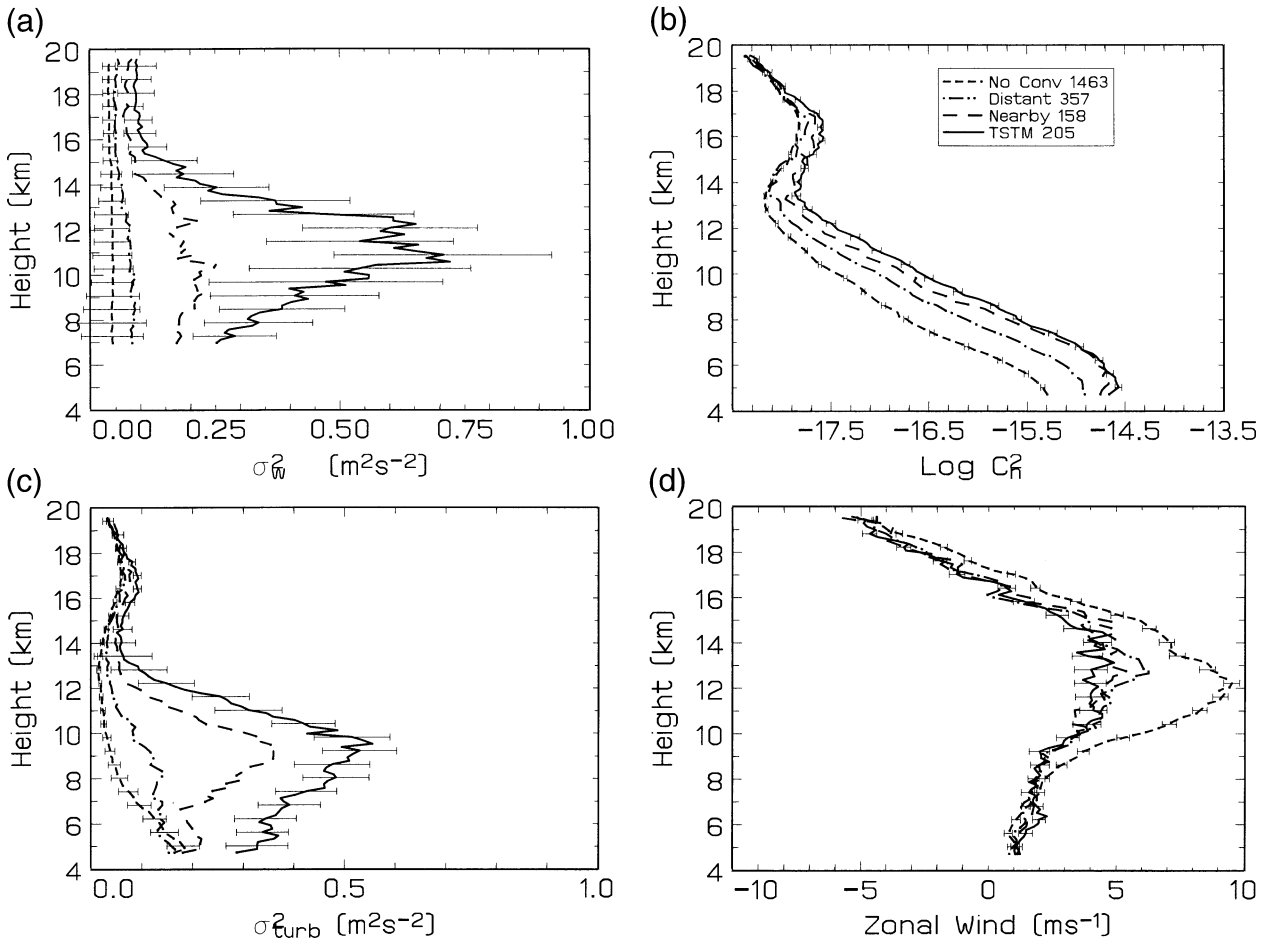 (a)
20
18
16
14
12
10
8
6
4
Height (km)
0.00 0.25 0.50 0.75 1.00
σ²w (m²s⁻²)
(b)
20
18
16
14
12
10
8
6
4
Height (km)
No Conv 1463
Distant 357
Nearby 158
TSTM 205
-17.5 -16.5 -15.5 -14.5 -13.5
Log C²n
(c)
20
18
16
14
12
10
8
6
4
Height (km)
0.0 0.5 1.0
σ²turb (m²s⁻²)
(d)
20
18
16
14
12
10
8
6
4
Height (km)
-10 -5 0 5 10
Zonal Wind (ms⁻¹)